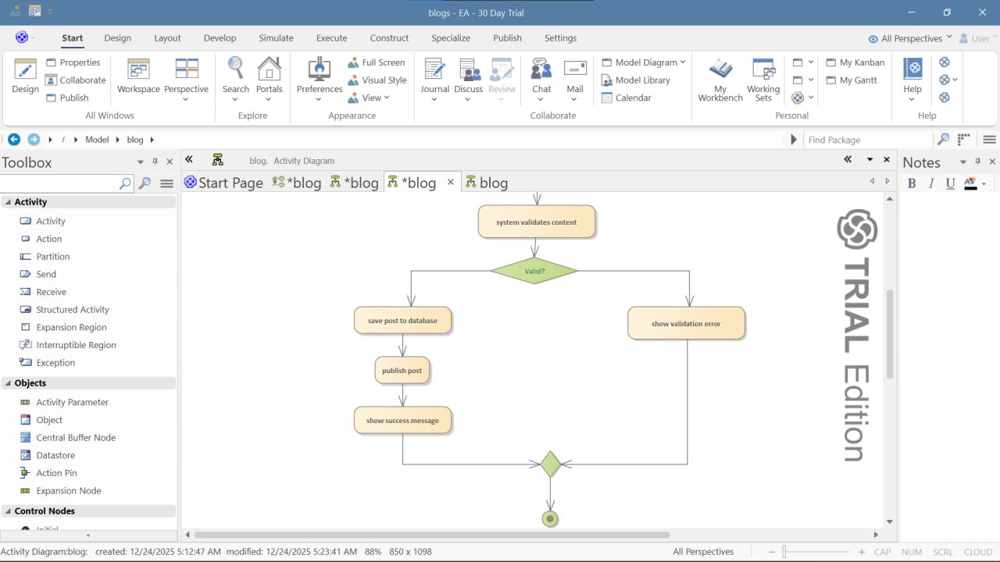 blogs - EA - 30 Day Trial
Start Design Layout Develop Simulate Execute Construct Specialize Publish Settings All Perspectives User
Design
Properties
Collaborate
Publish
All Windows
Workspace
Perspective
Search
Portals
Explore
Preferences
Full Screen
Visual Style
View
Appearance
Journal
Discuss
Review
Chat
Mail
Model Diagram
Model Library
Calendar
Collaborate
My Workbench
Working Sets
My Kanban
My Gantt
Personal
Help
Help
/ Model blog
Find Package
Toolbox
blog. Activity Diagram
Notes
Start Page *blog *blog *blog blog
B I U A
Activity
Activity
Action
Partition
Send
Receive
Structured Activity
Expansion Region
Interruptible Region
Exception
Objects
Activity Parameter
Object
Central Buffer Node
Datastore
Action Pin
Expansion Node
Control Nodes
Initial
system validates content
Valid?
save post to database
show validation error
publish post
show success message
TRIAL Edition
Activity Diagram:blog: created: 12/24/2025 5:12:47 AM modified: 12/24/2025 5:23:41 AM 88% 850 x 1098
All Perspectives
CAP NUM SCRL CLOUD